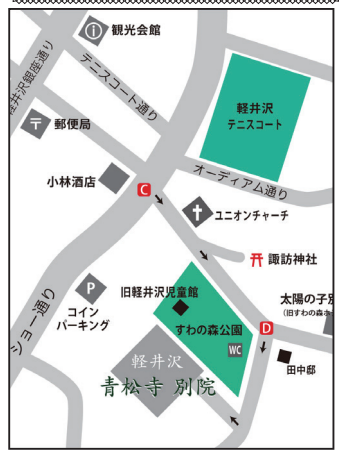 観光会館
軽井沢銀座通り
テニスコート通り
軽井沢
テニスコート
〒
郵便局
小林酒店
オーディアム通り
C
ユニオンチャーチ
諏訪神社
P
コイン
パーキング
旧軽井沢児童館
太陽の子
(旧すわの森
すわの森公園
D
WC
ショー通り
田中邸
軽井沢
青松寺 別院